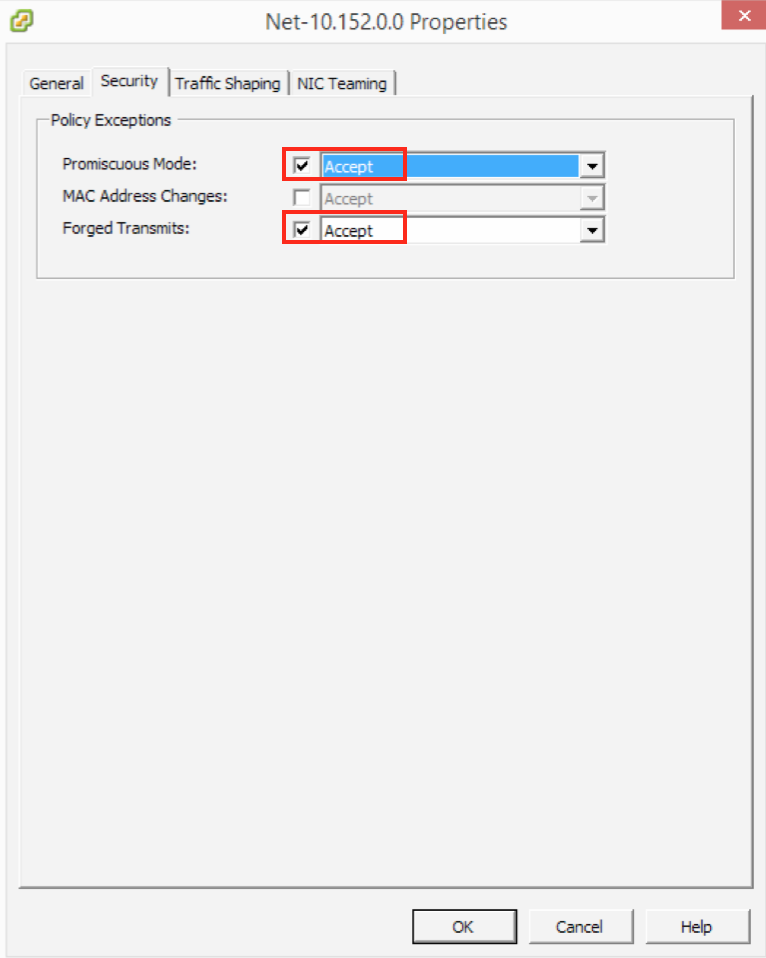 Net-10.152.0.0 Properties
General Security Traffic Shaping NIC Teaming
Policy Exceptions
Promiscuous Mode: Accept
MAC Address Changes: Accept
Forged Transmits: Accept
OK Cancel Help